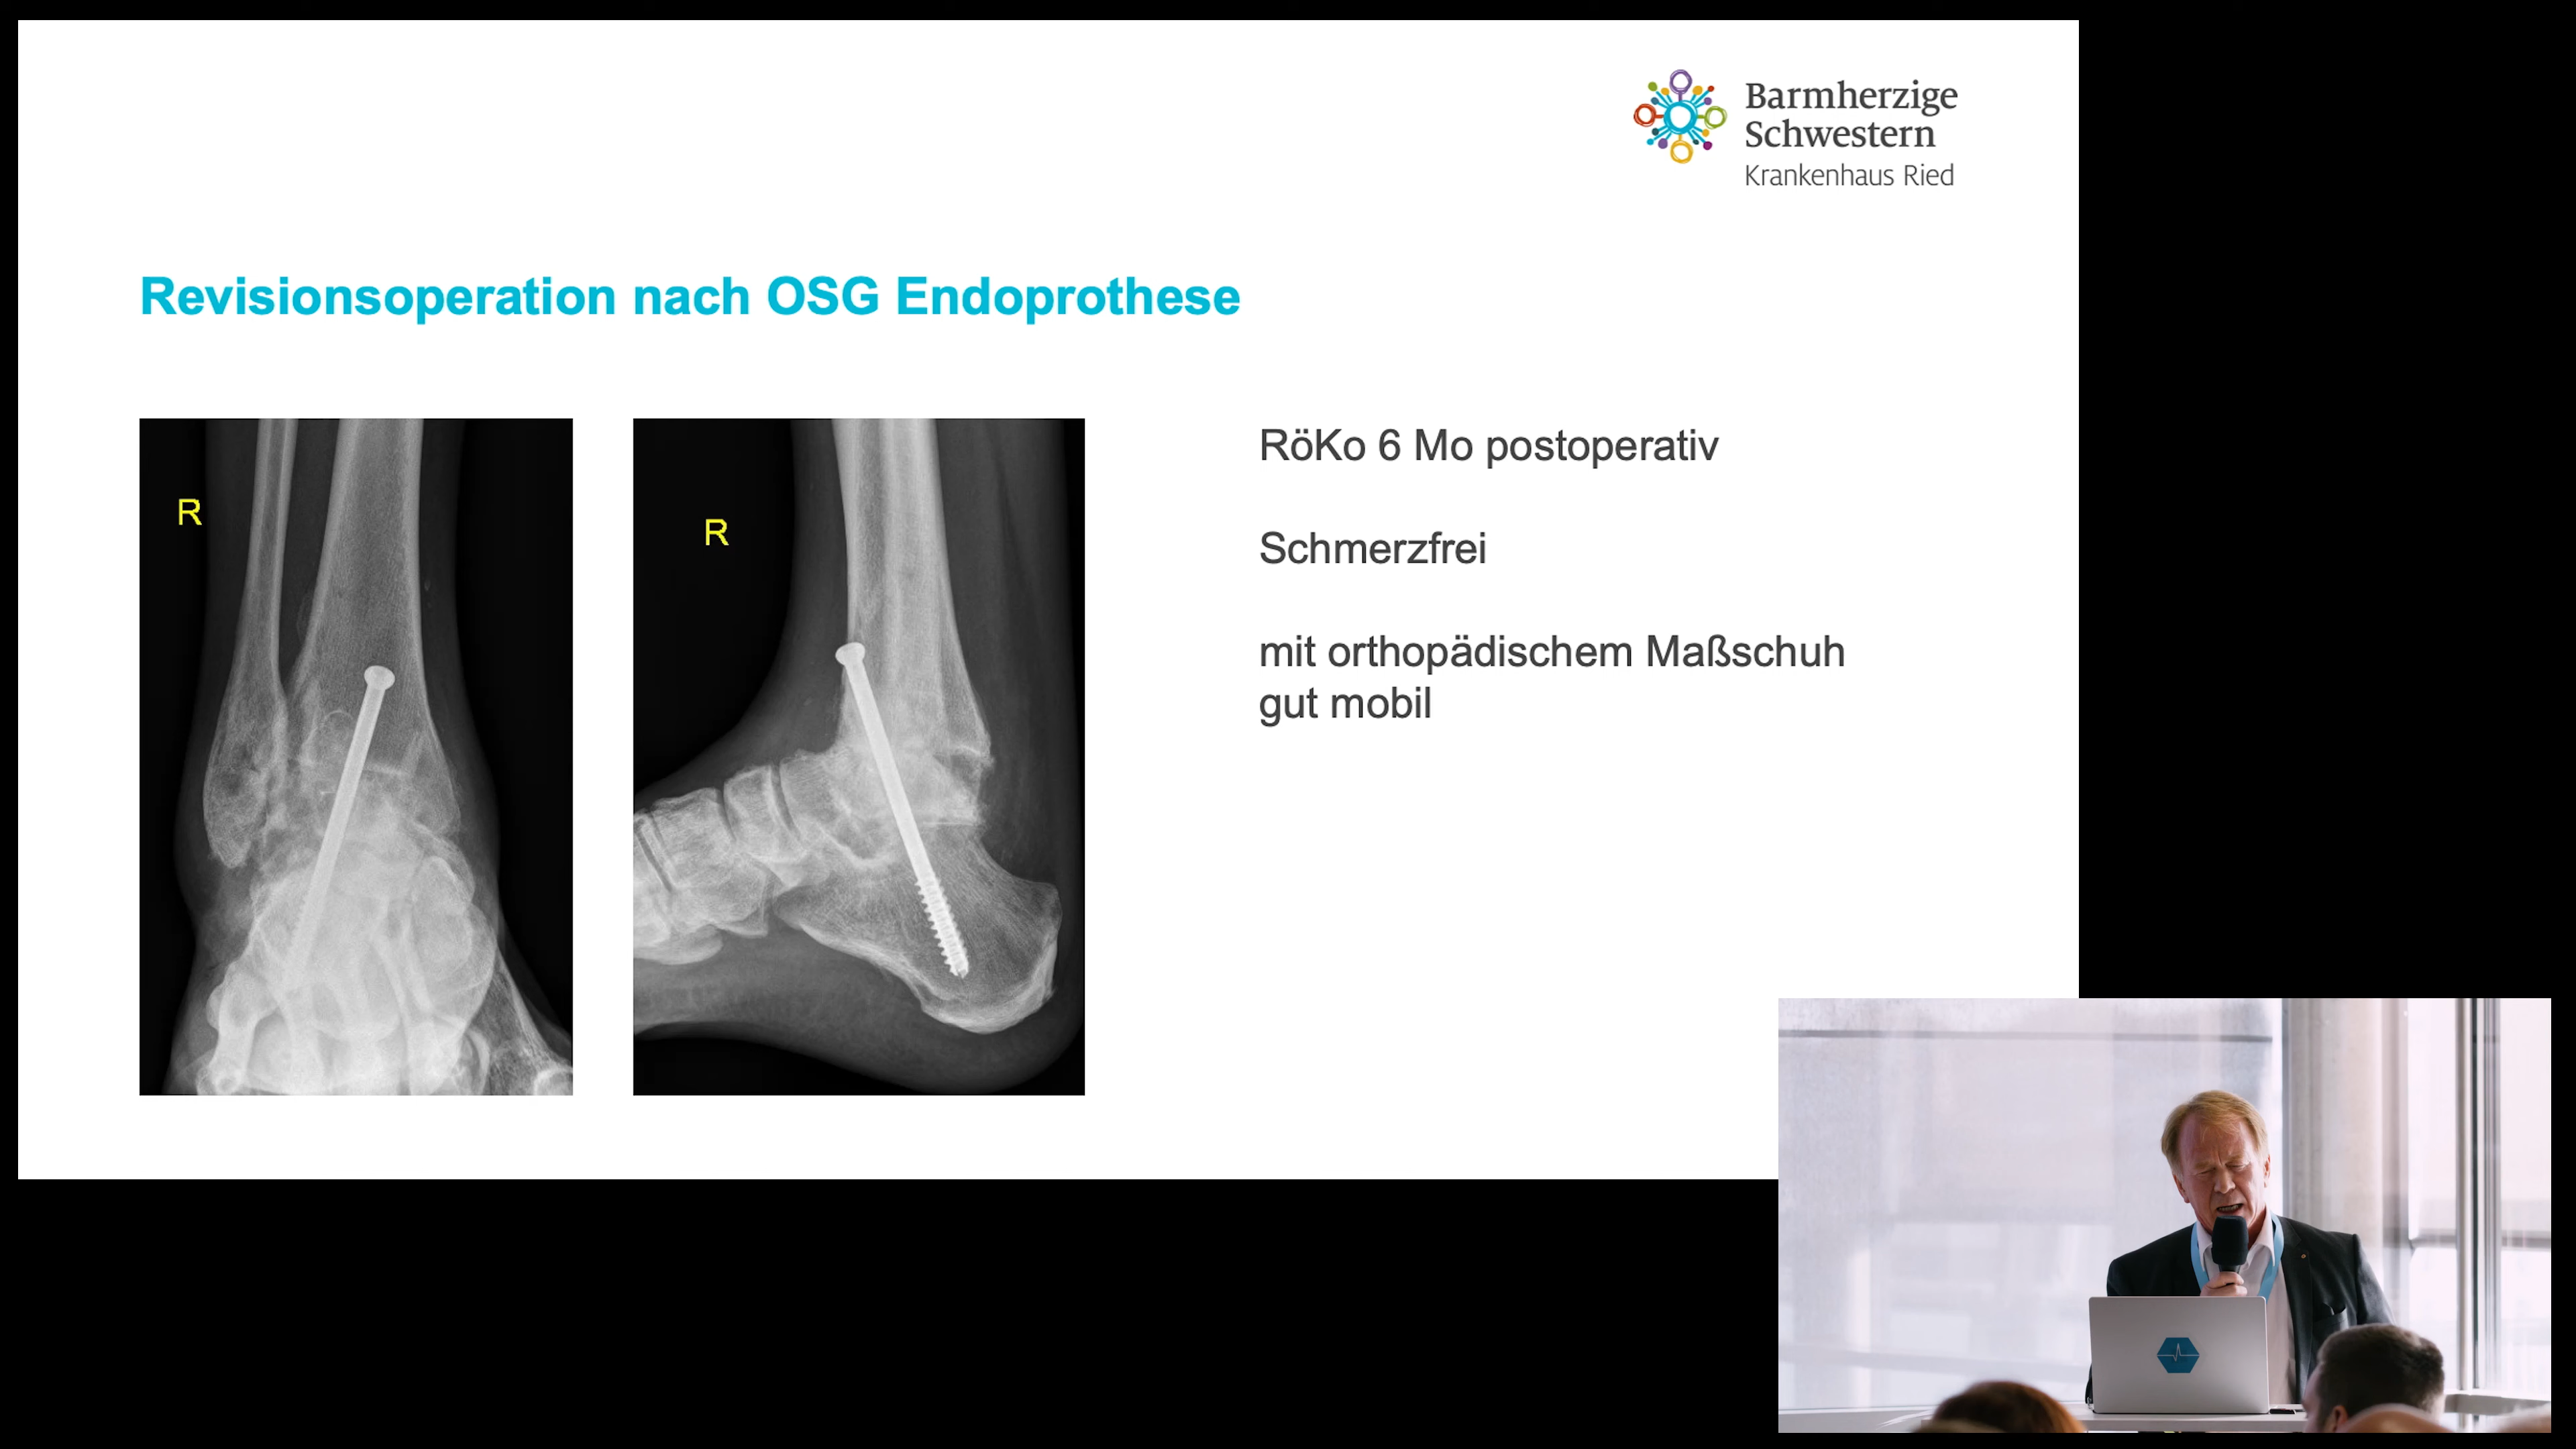 Barmherzige
Schwestern
Krankenhaus Ried
Revisionsoperation nach OSG Endoprothese
R
R
RöKo 6 Mo postoperativ
Schmerzfrei
mit orthopädischem Maßschuh
gut mobil